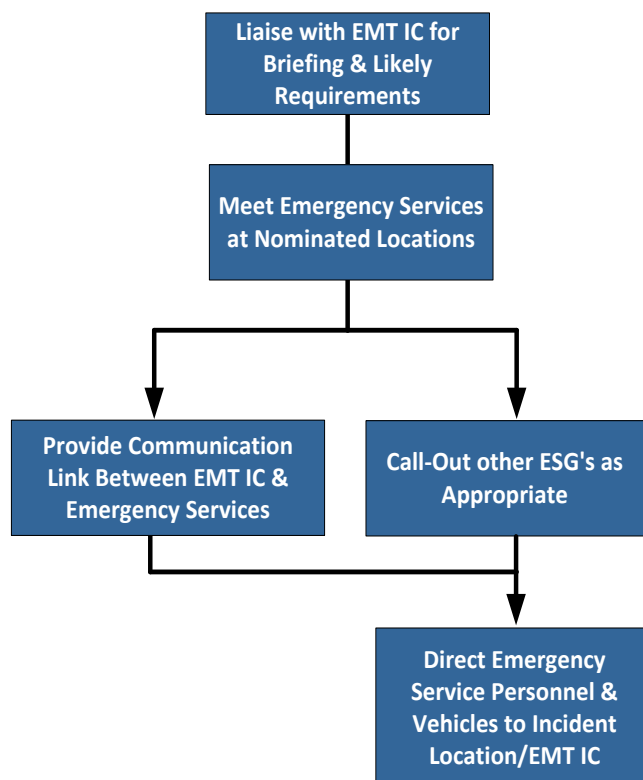 Liaise with EMT IC for
Briefing & Likely
Requirements
Meet Emergency Services
at Nominated Locations
Provide Communication
Link Between EMT IC &
Emergency Services
Call-Out other ESG's as
Appropriate
Direct Emergency
Service Personnel &
Vehicles to Incident
Location/EMT IC